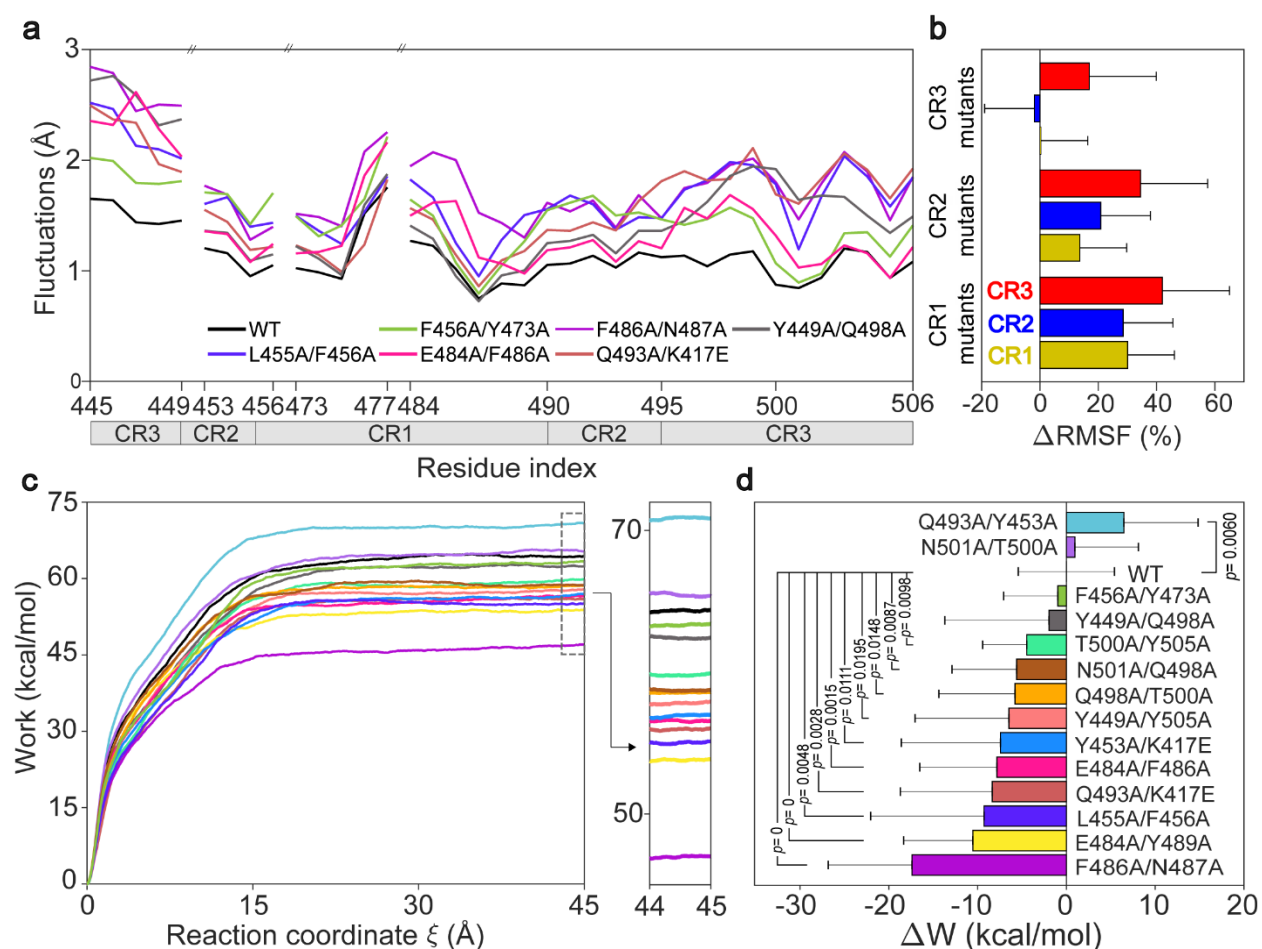 a
3
2
1
0
Fluctuations (Å)
WT
F456A/Y473A
F486A/N487A
Y449A/Q498A
L455A/F456A
E484A/F486A
Q493A/K417E
445
449
453
456
473
477
484
490
495
500
506
CR3
CR2
CR1
CR2
CR3
Residue index
b
CR3
mutants
CR2
mutants
CR1
mutants
CR3
CR2
CR1
-20
0
20
40
60
ΔRMSF (%)
c
75
60
45
30
15
0
Work (kcal/mol)
0
15
30
45
Reaction coordinate ξ (Å)
70
50
44
45
d
Q493A/Y453A
N501A/T500A
WT
F456A/Y473A
Y449A/Q498A
T500A/Y505A
N501A/Q498A
Q498A/T500A
Y449A/Y505A
Y453A/K417E
E484A/F486A
Q493A/K417E
L455A/F456A
E484A/Y489A
F486A/N487A
p= 0.0060
p= 0.0098
p= 0.0087
p= 0.0148
p= 0.0195
p= 0.0111
p= 0.0015
p= 0.0028
p= 0.0048
p= 0
p= 0
-30
-20
-10
0
10
20
ΔW (kcal/mol)